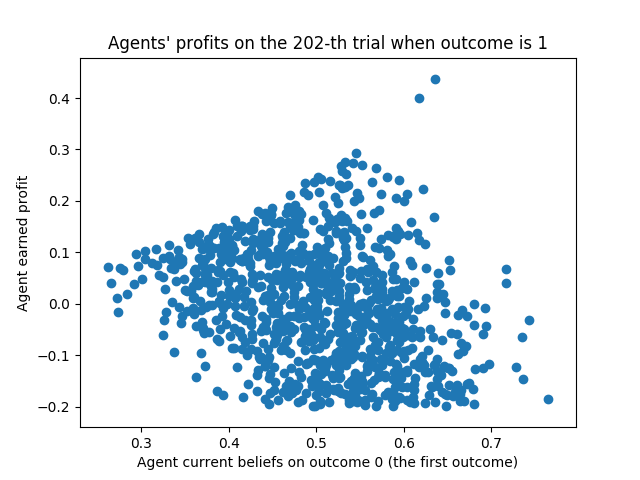 Agents' profits on the 202-th trial when outcome is 1
0.4
0.3
0.2
0.1
0.0
−0.1
−0.2
Agent earned profit
0.3 0.4 0.5 0.6 0.7
Agent current beliefs on outcome 0 (the first outcome)